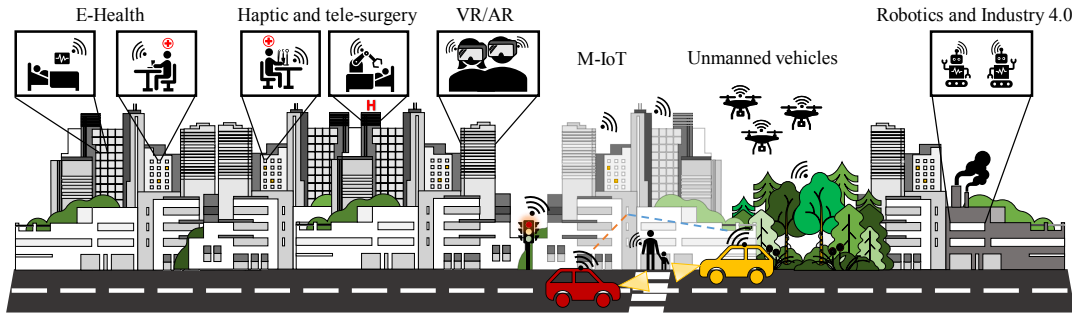 E-Health
Haptic and tele-surgery
VR/AR
M-IoT
Unmanned vehicles
Robotics and Industry 4.0
H